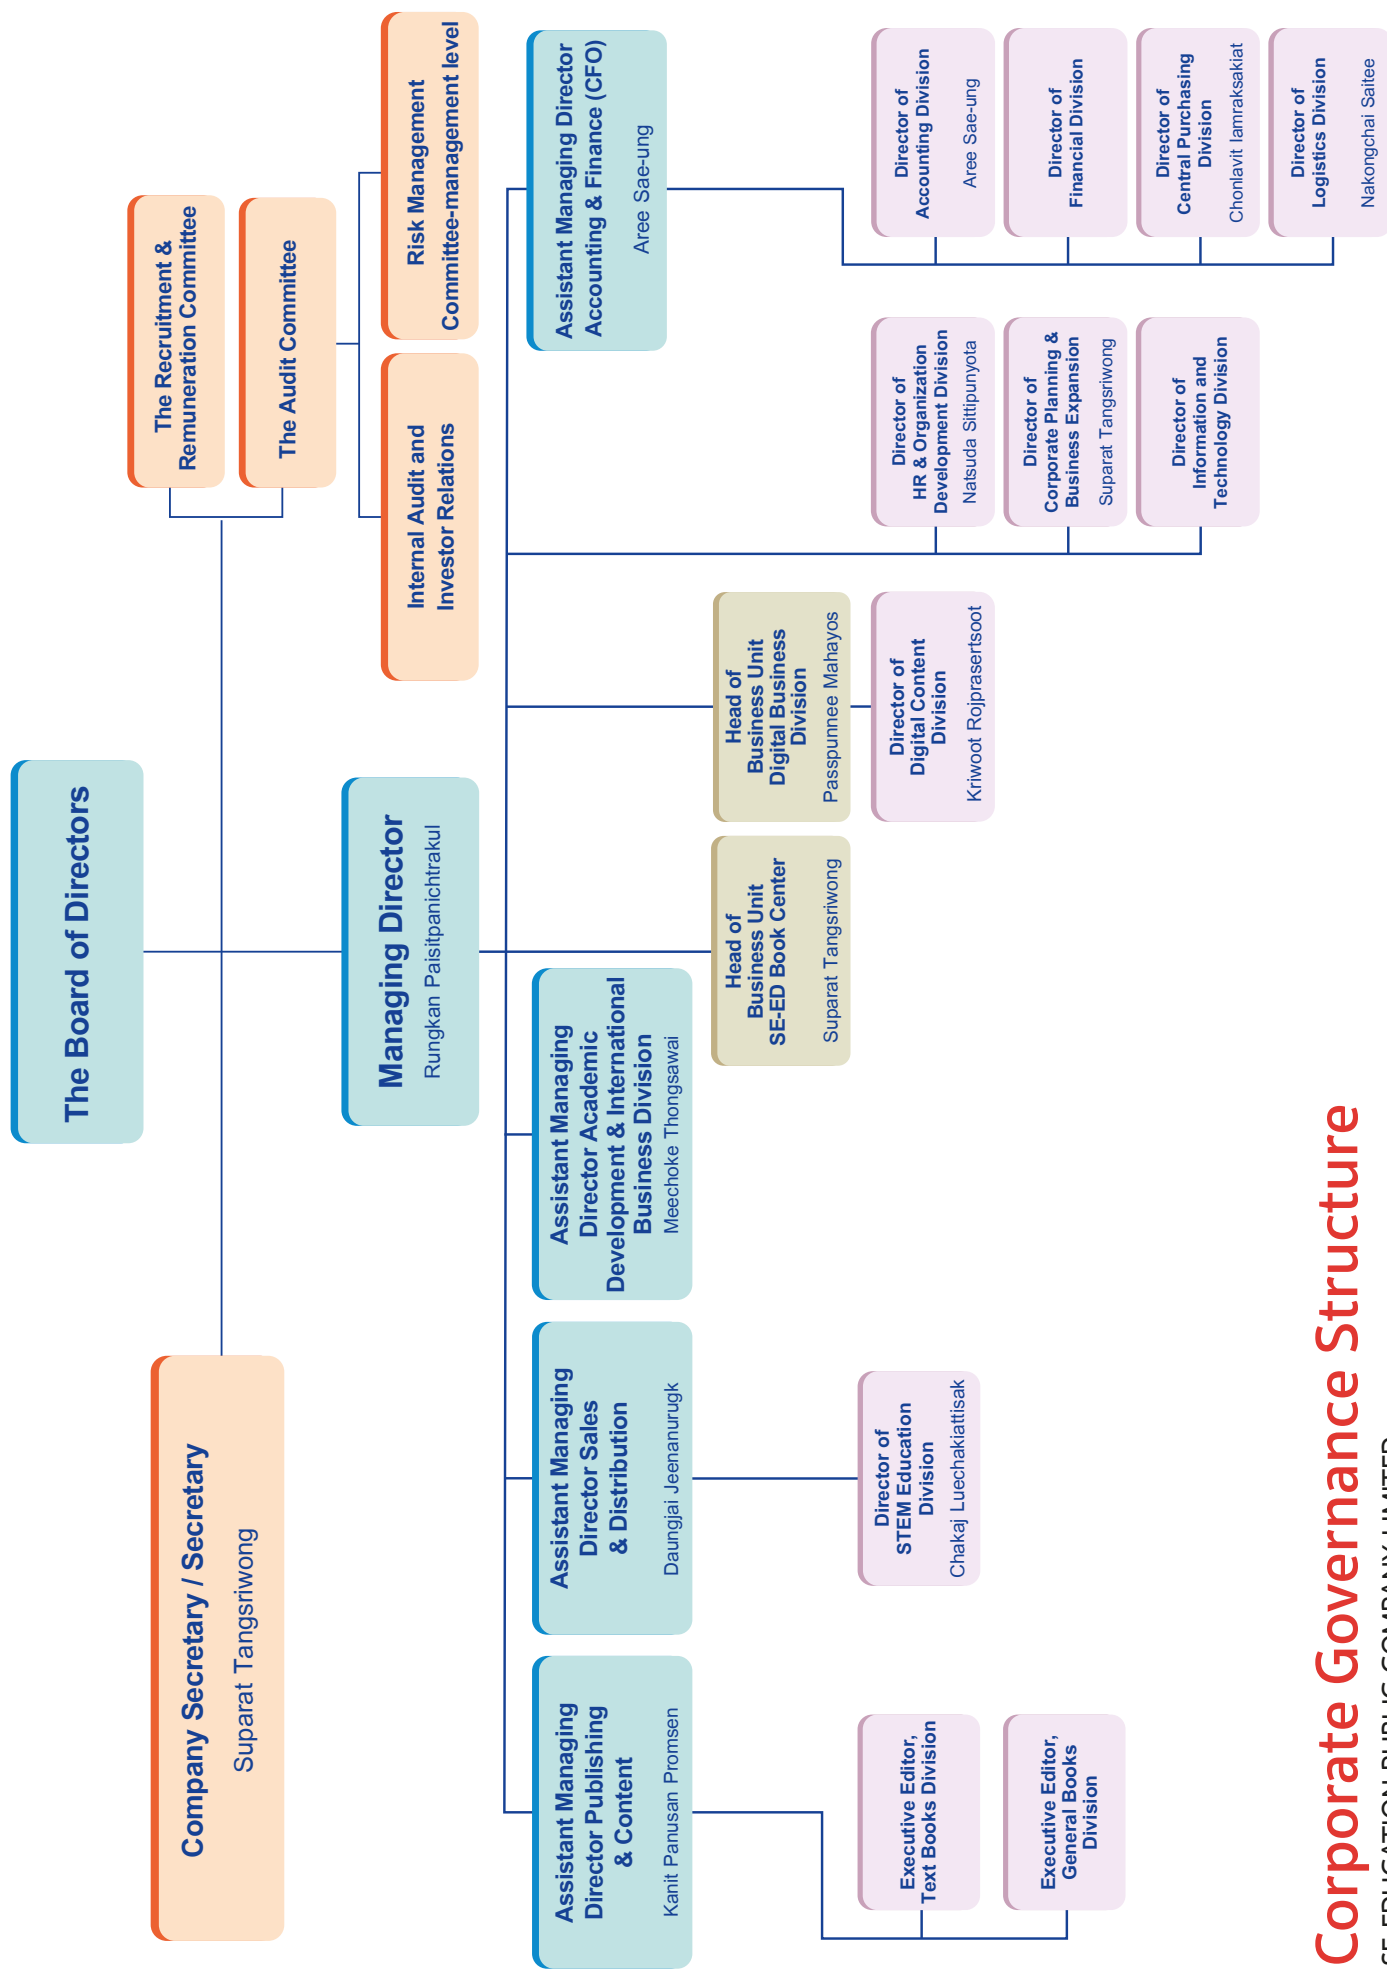 The Board of Directors
Company Secretary / Secretary
Suparat Tangsriwong
The Recruitment &
Remuneration Committee
The Audit Committee
Managing Director
Rungkan Paisitpanichtrakul
Internal Audit and
Investor Relations
Risk Management
Committee-management level
Assistant Managing
Director Publishing
& Content
Kanit Panusan Promsen
Assistant Managing
Director Sales
& Distribution
Daungjai Jeenanurugk
Assistant Managing
Director Academic
Development & International
Business Division
Meechoke Thongsawai
Assistant Managing Director
Accounting & Finance (CFO)
Aree Sae-ung
Head of
Business Unit
SE-ED Book Center
Suparat Tangsriwong
Head of
Business Unit
Digital Business
Division
Passpunnee Mahayos
Executive Editor,
Text Books Division
Executive Editor,
General Books
Division
Director of
STEM Education
Division
Chakaj Luechakiattisak
Director of
Digital Content
Division
Kriwoot Rojprasertsoot
Director of
HR & Organization
Development Division
Natsuda Sittipunyota
Director of
Corporate Planning &
Business Expansion
Suparat Tangsriwong
Director of
Information and
Technology Division
Director of
Accounting Division
Aree Sae-ung
Director of
Financial Division
Director of
Central Purchasing
Division
Chonlavit Iamraksakiat
Director of
Logistics Division
Nakongchai Saitee
Corporate Governance Structure
SE-EDUCATION PUBLIC COMPANY LIMITED